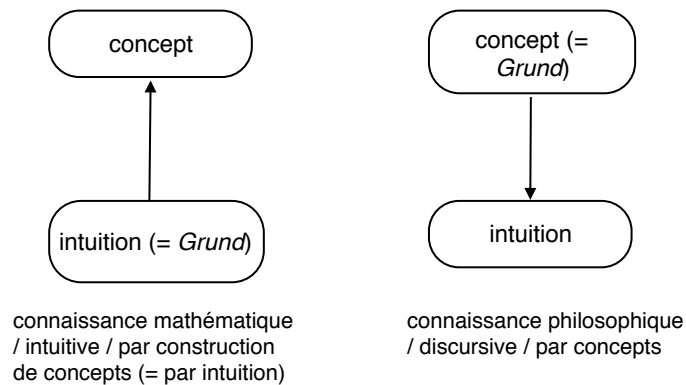 concept
intuition (= Grund)
connaissance mathématique
/ intuitive / par construction
de concepts (= par intuition)
concept (=
Grund)
intuition
connaissance philosophique
/ discursive / par concepts